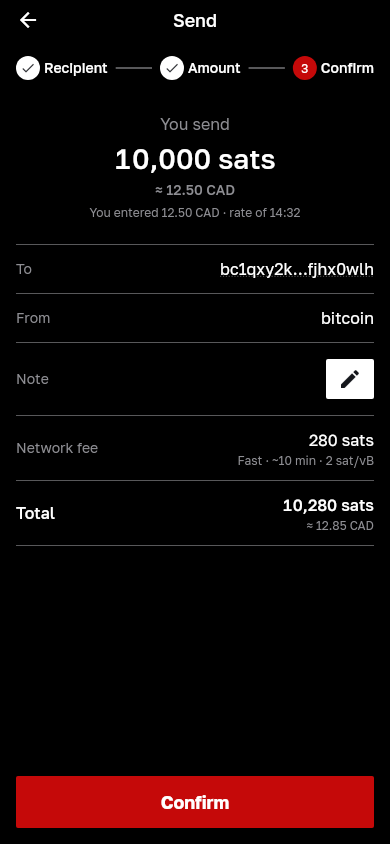 Send
Recipient Amount 3 Confirm
You send
10,000 sats
≈ 12.50 CAD
You entered 12.50 CAD · rate of 14:32
To bc1qxy2k...fjhx0wlh
From bitcoin
Note
Network fee 280 sats
Fast · ~10 min · 2 sat/vB
Total 10,280 sats
≈ 12.85 CAD
Confirm